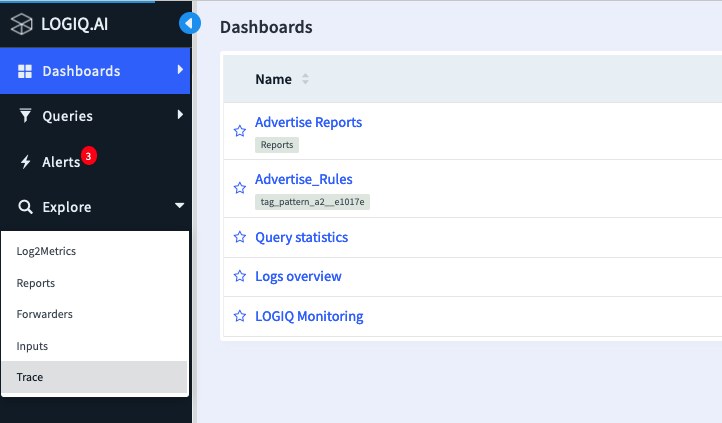 LOGIQ.AI
Dashboards
Queries
Alerts 3
Explore
Log2Metrics
Reports
Forwarders
Inputs
Trace
Dashboards
Name
Advertise Reports
Reports
Advertise_Rules
tag_pattern_a2__e1017e
Query statistics
Logs overview
LOGIQ Monitoring